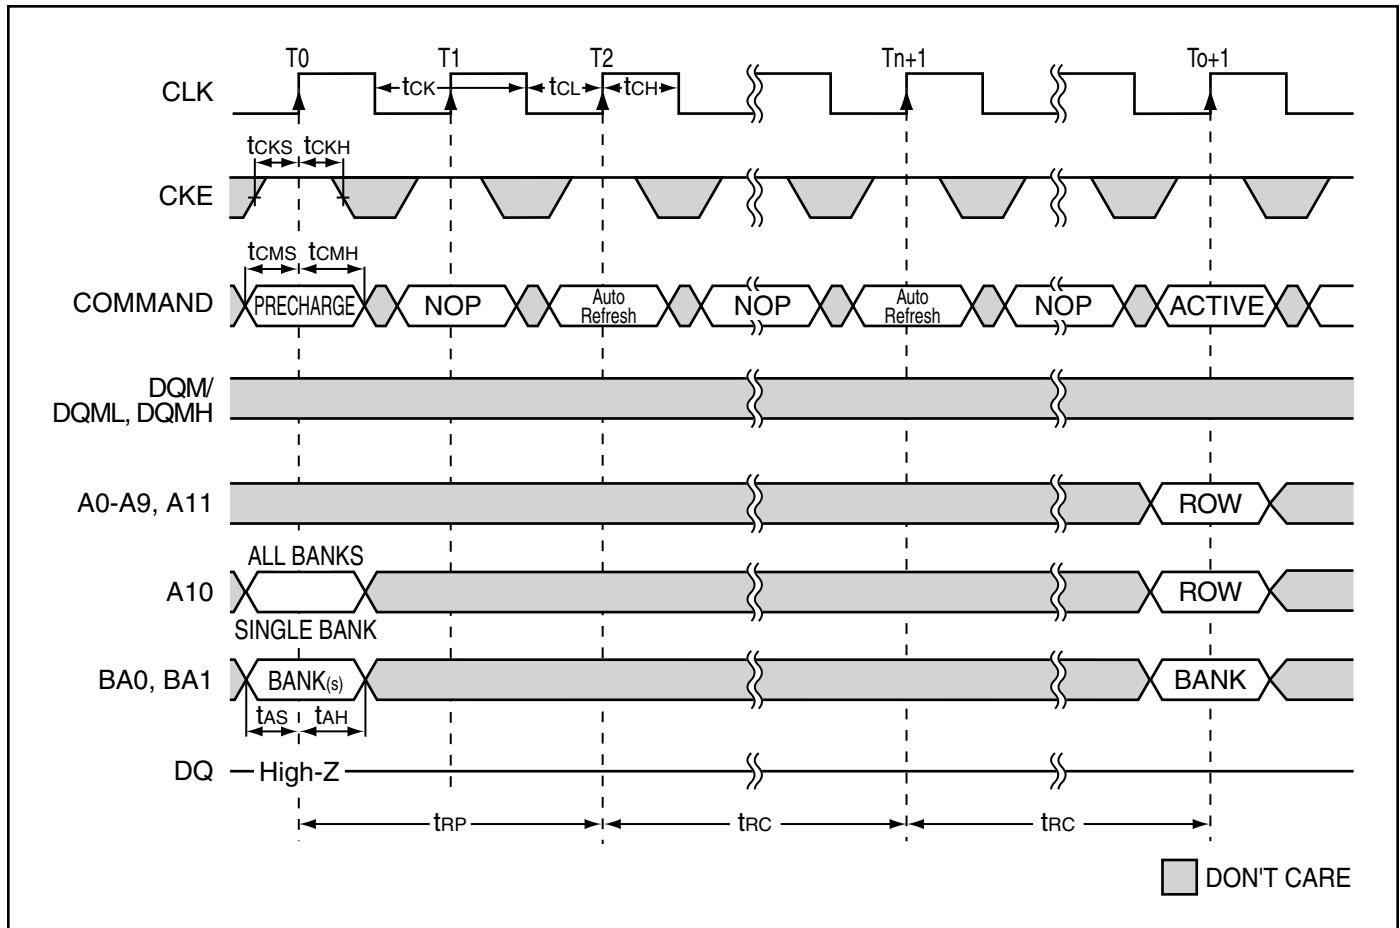 T0 T1 T2 Tn+1 To+1
CLK tCK tCL tCH
tCKS tCKH
CKE
tCMS tCMH
COMMAND PRECHARGE NOP Auto Refresh NOP Auto Refresh NOP ACTIVE
DQM/
DQML, DQMH
A0-A9, A11 ROW
ALL BANKS
A10 ROW
SINGLE BANK
BA0, BA1 BANK(s) BANK
tAS tAH
DQ High-Z
tRP tRC tRC
DON'T CARE